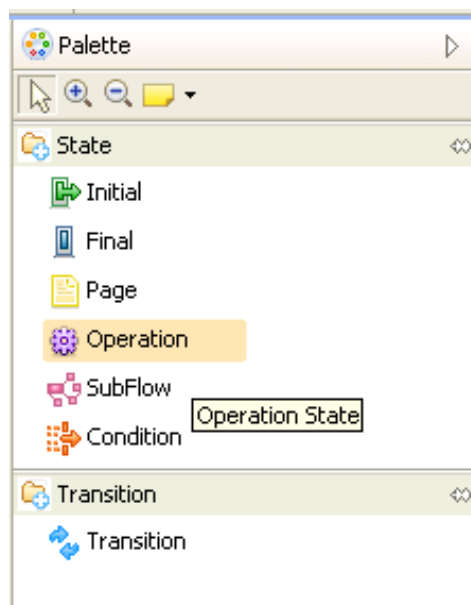 Palette
State
Initial
Final
Page
Operation
SubFlow
Operation State
Condition
Transition
Transition